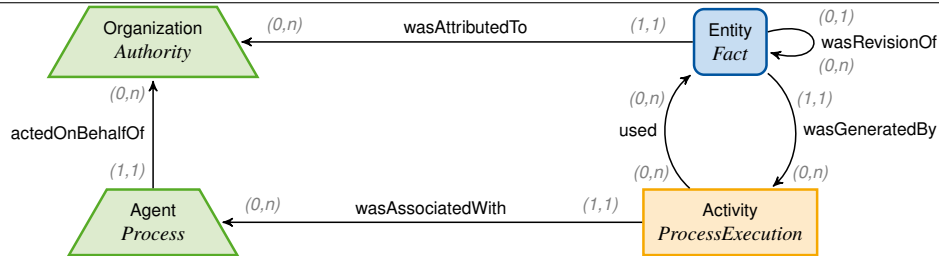 Organization
Authority
(0,n)
wasAttributedTo
(1,1)
Entity
Fact
(0,1)
wasRevisionOf
(0,n)
(0,n)
actedOnBehalfOf
(1,1)
(0,n)
used
(0,n)
(1,1)
wasGeneratedBy
(0,n)
Agent
Process
(0,n)
wasAssociatedWith
(1,1)
Activity
ProcessExecution